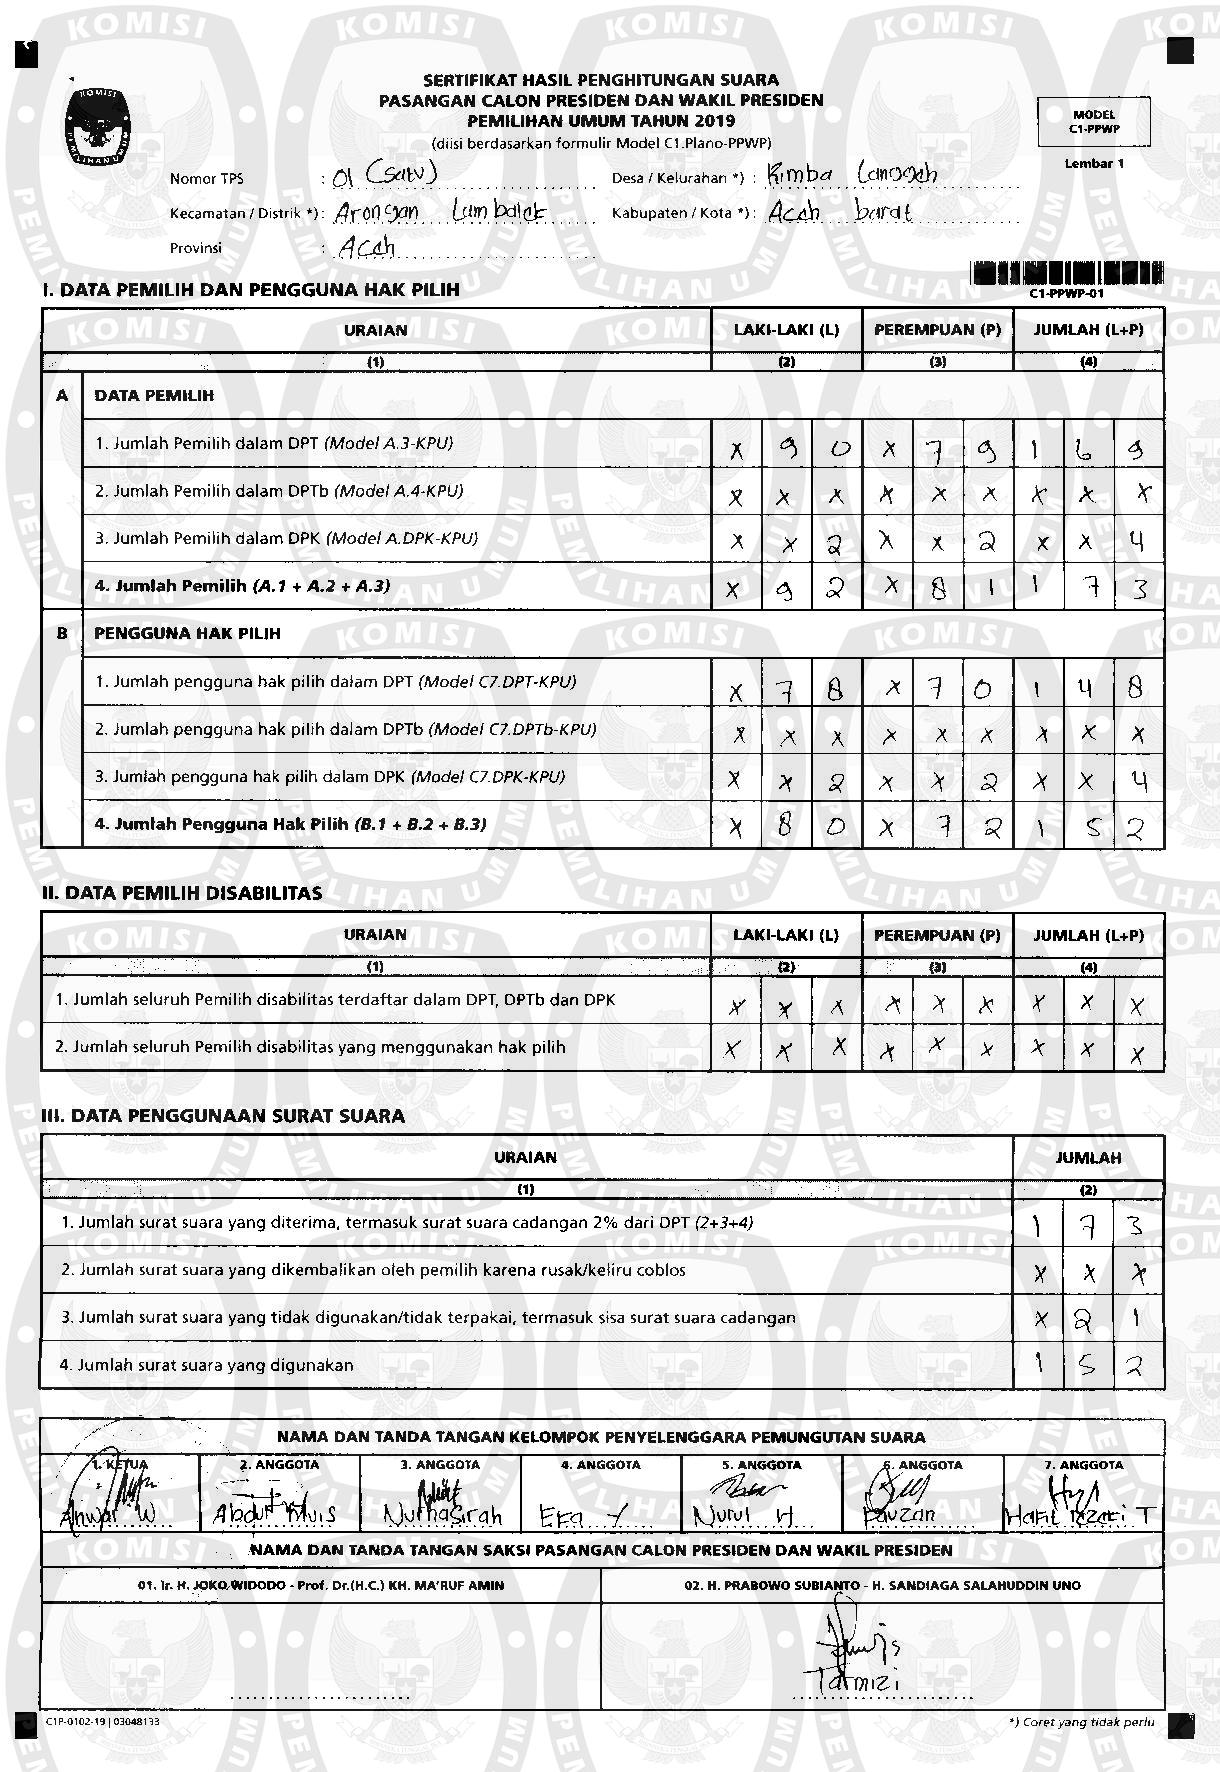 SERTIFIKAT HASIL PENGHITUNGAN SUARA
PASANGAN CALON PRESIDEN DAN WAKIL PRESIDEN
PEMILIHAN UMUM TAHUN 2019
(diisi berdasarkan formulir Model C1.Plano-PPWP)
MODEL
C1-PPWP
Lembar 1
Nomor TPS : 01 (Satu) Desa / Kelurahan *) : Rimba Langgeh
Kecamatan / Distrik *) : Arongan Lambalek Kabupaten / Kota *) : Aceh barat
Provinsi : Aceh
C1-PPWP-01
I. DATA PEMILIH DAN PENGGUNA HAK PILIH
URAIAN LAKI-LAKI (L) PEREMPUAN (P) JUMLAH (L+P)
(1) (2) (3) (4)
A DATA PEMILIH
1. Jumlah Pemilih dalam DPT (Model A.3-KPU) X 9 0 X 7 9 1 6 9
2. Jumlah Pemilih dalam DPTb (Model A.4-KPU) X X X X X X X X X
3. Jumlah Pemilih dalam DPK (Model A.DPK-KPU) X X 2 X X 2 X X 4
4. Jumlah Pemilih (A.1 + A.2 + A.3) X 9 2 X 8 1 1 7 3
B PENGGUNA HAK PILIH
1. Jumlah pengguna hak pilih dalam DPT (Model C7.DPT-KPU) X 7 8 X 7 0 1 4 8
2. Jumlah pengguna hak pilih dalam DPTb (Model C7.DPTb-KPU) X X X X X X X X X
3. Jumlah pengguna hak pilih dalam DPK (Model C7.DPK-KPU) X X 2 X X 2 X X 4
4. Jumlah Pengguna Hak Pilih (B.1 + B.2 + B.3) X 8 0 X 7 2 1 5 2
II. DATA PEMILIH DISABILITAS
URAIAN LAKI-LAKI (L) PEREMPUAN (P) JUMLAH (L+P)
(1) (2) (3) (4)
1. Jumlah seluruh Pemilih disabilitas terdaftar dalam DPT, DPTb dan DPK X X X X X X X X X
2. Jumlah seluruh Pemilih disabilitas yang menggunakan hak pilih X X X X X X X X X
III. DATA PENGGUNAAN SURAT SUARA
URAIAN JUMLAH
(1) (2)
1. Jumlah surat suara yang diterima, termasuk surat suara cadangan 2% dari DPT (2+3+4) 1 7 3
2. Jumlah surat suara yang dikembalikan oleh pemilih karena rusak/keliru coblos X X X
3. Jumlah surat suara yang tidak digunakan/tidak terpakai, termasuk sisa surat suara cadangan X 2 1
4. Jumlah surat suara yang digunakan 1 5 2
NAMA DAN TANDA TANGAN KELOMPOK PENYELENGGARA PEMUNGUTAN SUARA
1. KETUA 2. ANGGOTA 3. ANGGOTA 4. ANGGOTA 5. ANGGOTA 6. ANGGOTA 7. ANGGOTA
Anwar W Abdur Muis Nurhasirah Eka Y Nurul H Fauzan Hafit T
NAMA DAN TANDA TANGAN SAKSI PASANGAN CALON PRESIDEN DAN WAKIL PRESIDEN
01. Ir. H. JOKO WIDODO - Prof. Dr.(H.C.) KH. MA'RUF AMIN 02. H. PRABOWO SUBIANTO - H. SANDIAGA SALAHUDDIN UNO
Tarmizi
C1P-0102-19 | 03048133 *) Coret yang tidak perlu